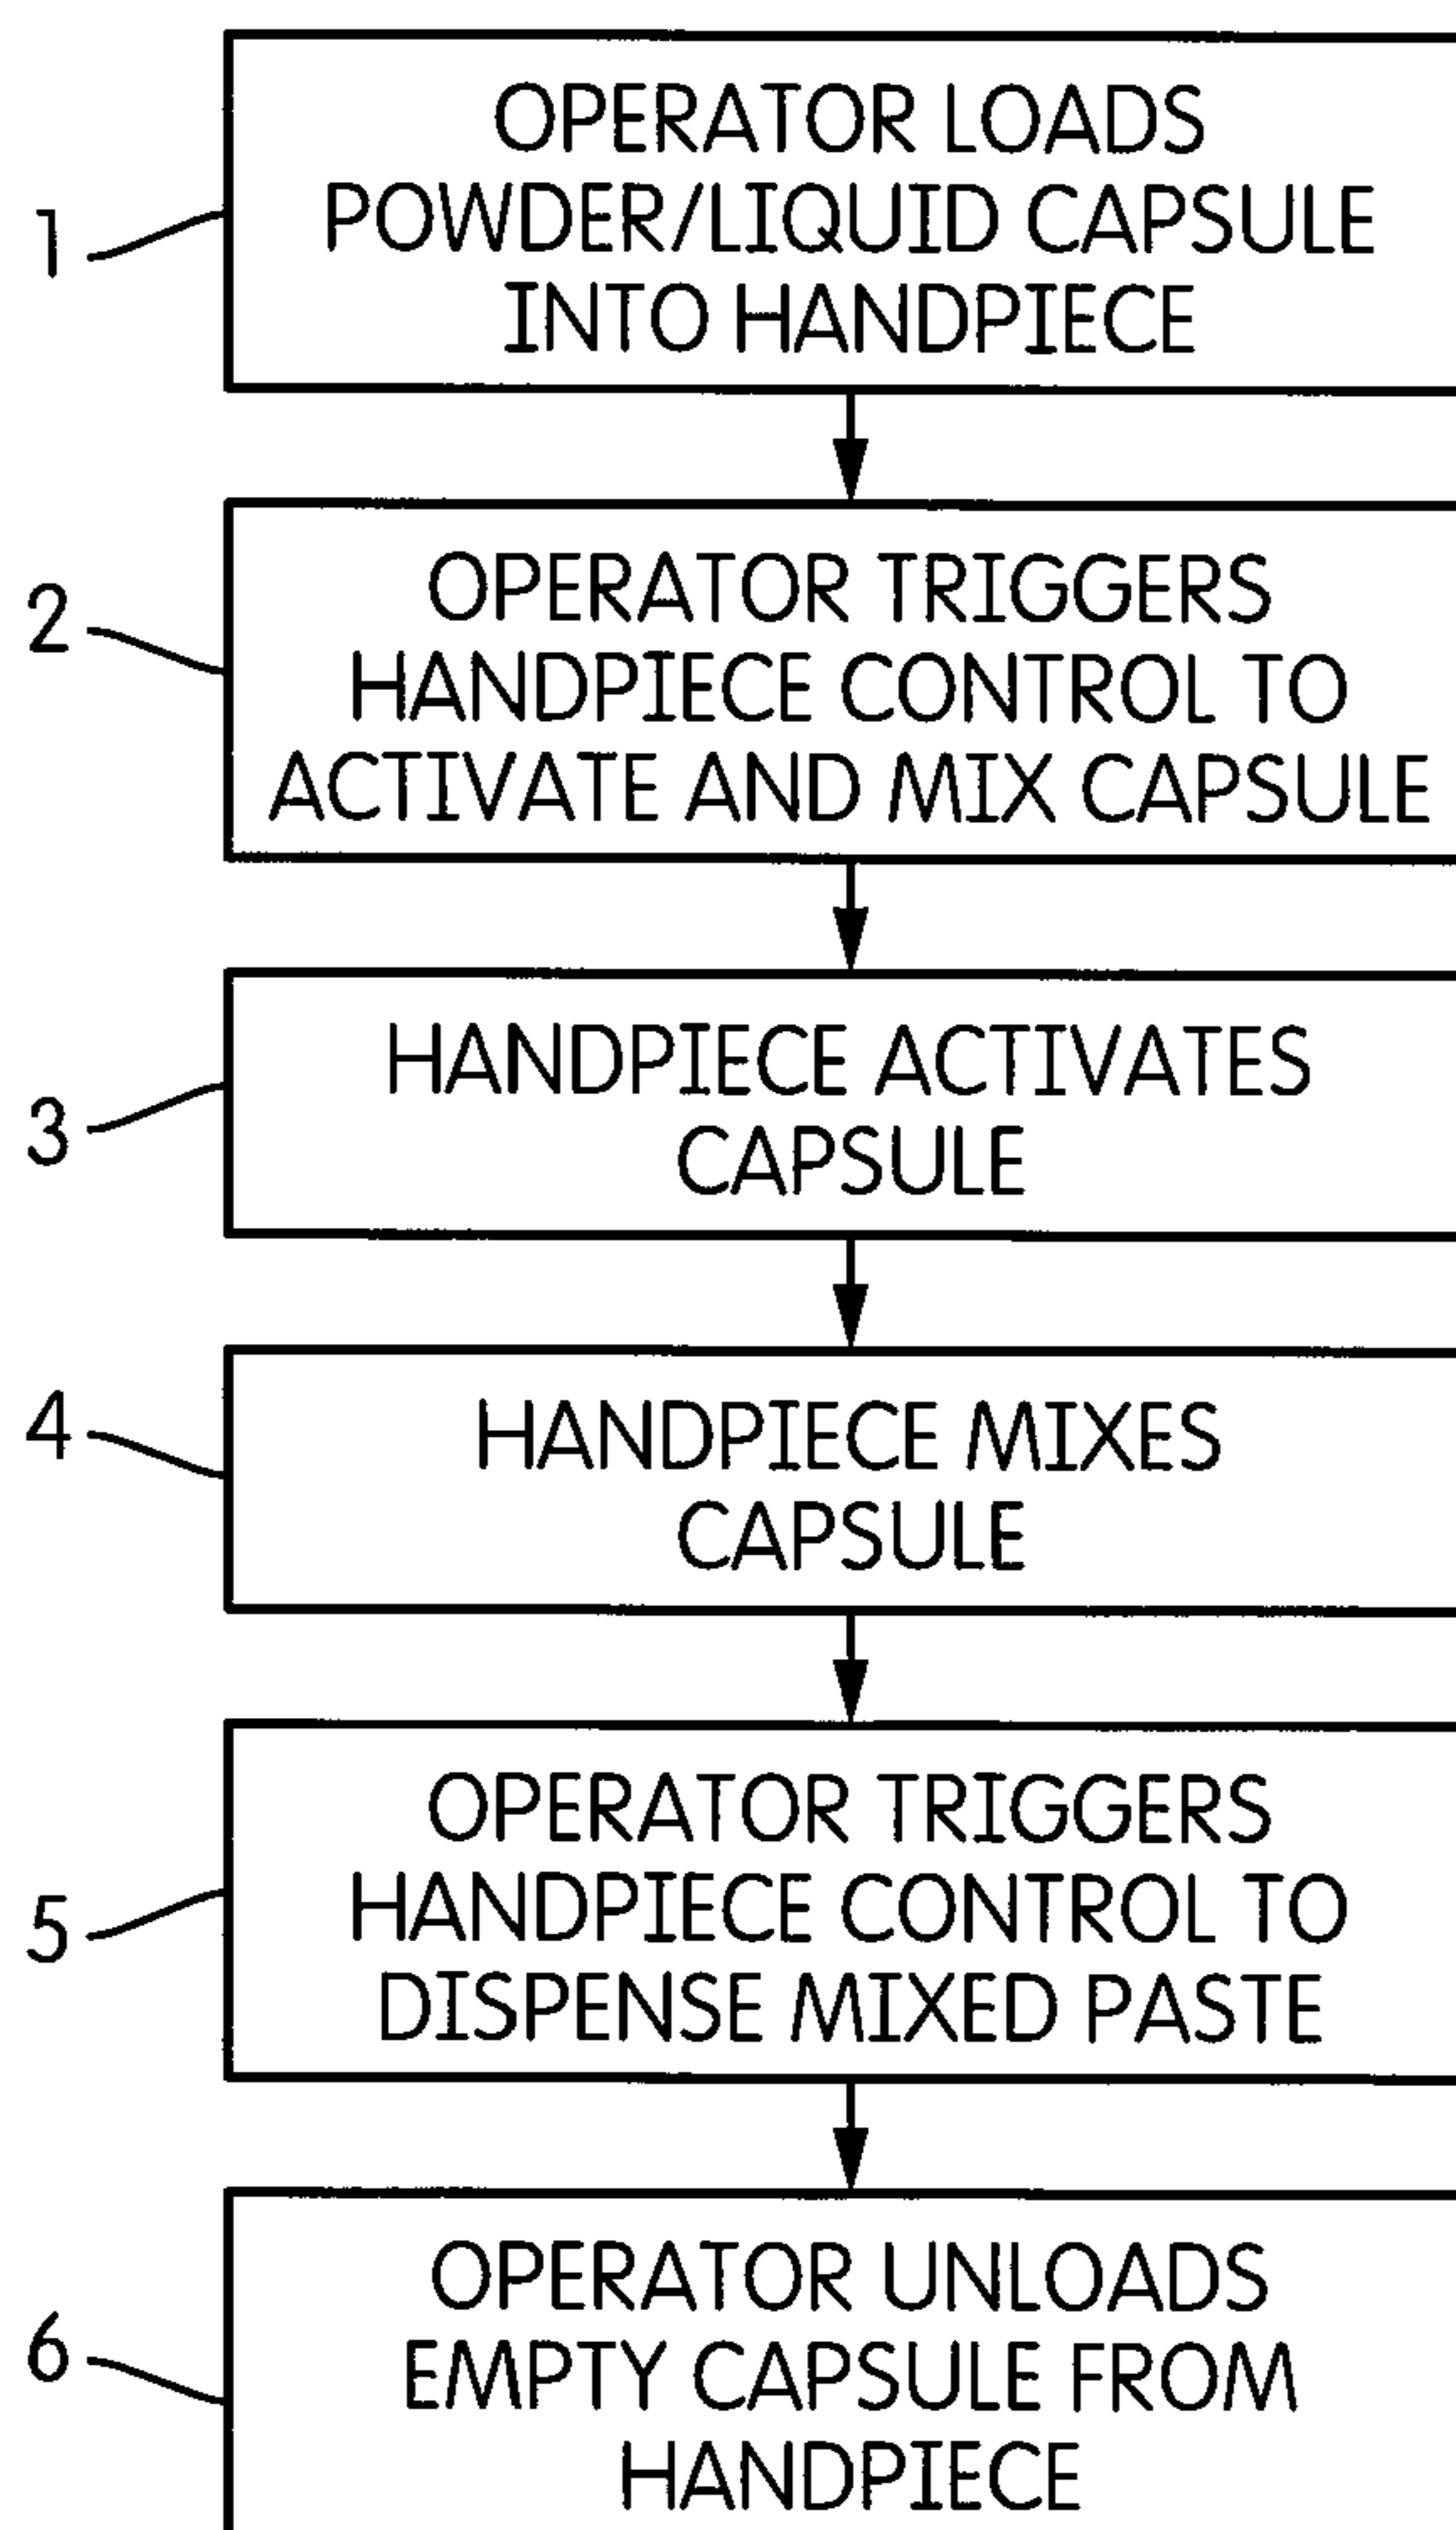 1
OPERATOR LOADS
POWDER/LIQUID CAPSULE
INTO HANDPIECE
2
OPERATOR TRIGGERS
HANDPIECE CONTROL TO
ACTIVATE AND MIX CAPSULE
3
HANDPIECE ACTIVATES
CAPSULE
4
HANDPIECE MIXES
CAPSULE
5
OPERATOR TRIGGERS
HANDPIECE CONTROL TO
DISPENSE MIXED PASTE
6
OPERATOR UNLOADS
EMPTY CAPSULE FROM
HANDPIECE